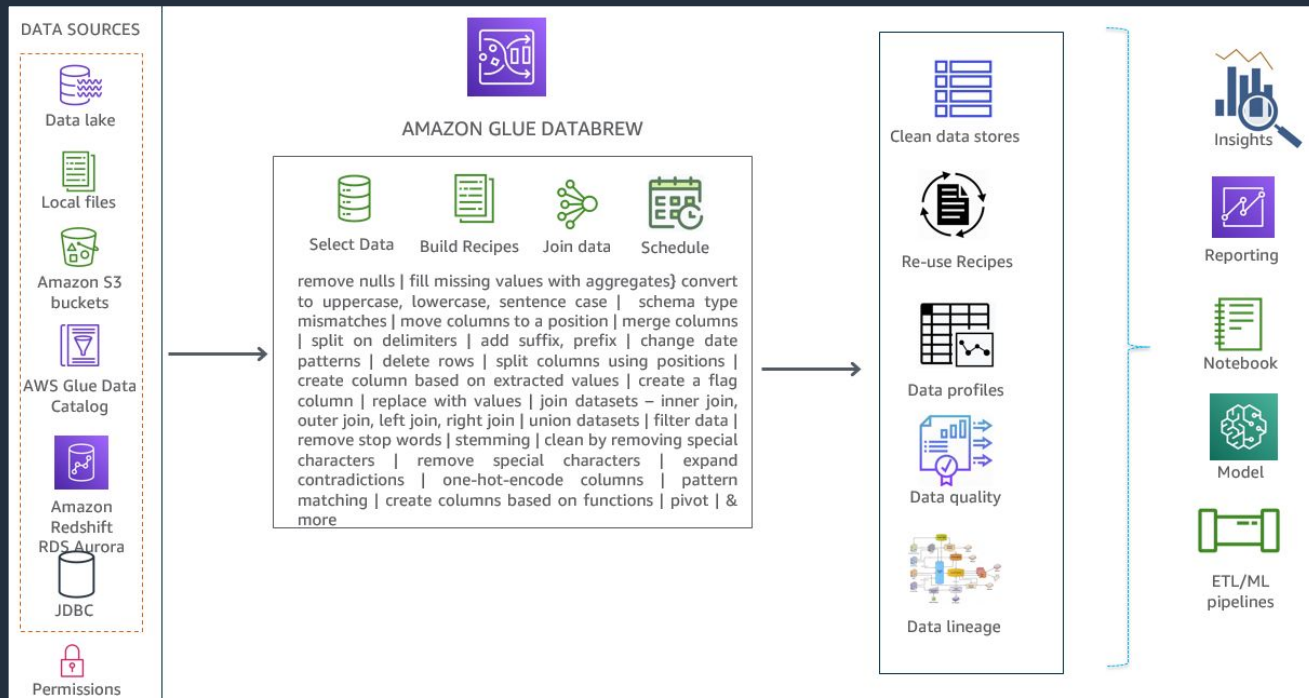 DATA SOURCES
Data lake
Local files
Amazon S3
buckets
AWS Glue Data
Catalog
Amazon
Redshift
RDS Aurora
JDBC
Permissions
AMAZON GLUE DATABREW
Select Data
Build Recipes
Join data
Schedule
remove nulls | fill missing values with aggregates} convert
to uppercase, lowercase, sentence case | schema type
mismatches | move columns to a position | merge columns
| split on delimiters | add suffix, prefix | change date
patterns | delete rows | split columns using positions |
create column based on extracted values | create a flag
column | replace with values | join datasets – inner join,
outer join, left join, right join | union datasets | filter data |
remove stop words | stemming | clean by removing special
characters | remove special characters | expand
contradictions | one-hot-encode columns | pattern
matching | create columns based on functions | pivot | &
more
Clean data stores
Re-use Recipes
Data profiles
Data quality
Data lineage
Insights
Reporting
Notebook
Model
ETL/ML
pipelines